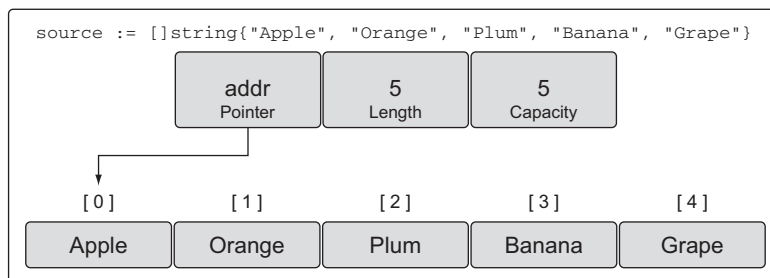 source := []string{"Apple", "Orange", "Plum", "Banana", "Grape"}
addr 5 5
Pointer Length Capacity
[0] [1] [2] [3] [4]
Apple Orange Plum Banana Grape